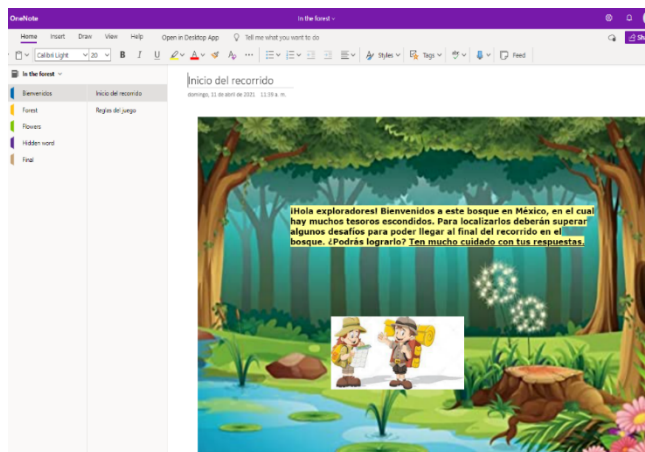 OneNote
In the forest
Home Insert Draw View Help Open in Desktop App Tell me what you want to do
Calibri Light 20 B I U Styles Tags Feed
In the forest
Bienvenidos
Forest
Flowers
Hidden word
Final
Inicio del recorrido
Reglas del juego
Inicio del recorrido
domingo, 11 de abril de 2021 11:39 a. m.
¡Hola exploradores! Bienvenidos a este bosque en México, en el cual
hay muchos tesoros escondidos. Para localizarlos deberán superar
algunos desafíos para poder llegar al final del recorrido en el
bosque. ¿Podrás lograrlo? Ten mucho cuidado con tus respuestas.